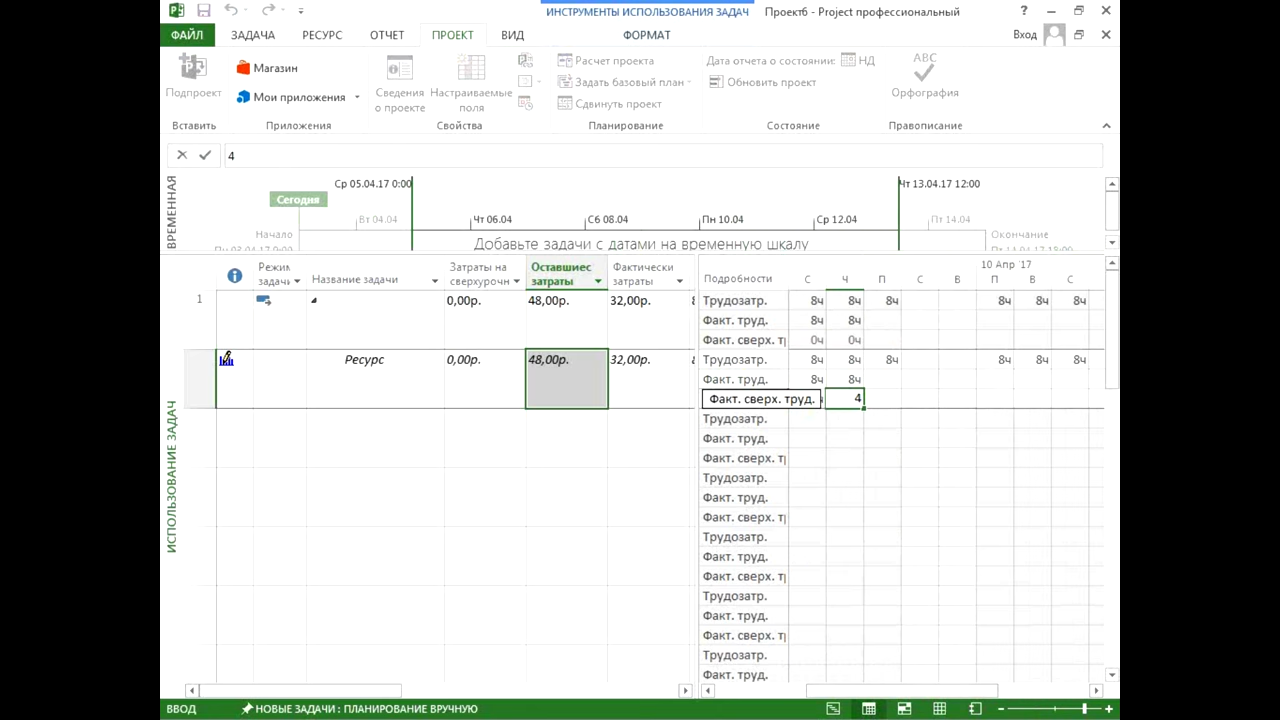 ИНСТРУМЕНТЫ ИСПОЛЬЗОВАНИЯ ЗАДАЧ
Проект6 - Project профессиональный
?
ФАЙЛ ЗАДАЧА РЕСУРС ОТЧЕТ ПРОЕКТ ВИД ФОРМАТ Вход
Подпроект
Вставить
Магазин
Мои приложения
Приложения
Сведения
о проекте
Настраиваемые
поля
Свойства
Расчет проекта
Задать базовый план
Сдвинуть проект
Планирование
Дата отчета о состоянии: НД
Обновить проект
Состояние
ABC
Орфография
Правописание
4
ВРЕМЕННАЯ
Ср 05.04.17 0:00 Чт 13.04.17 12:00
Сегодня
Вт 04.04 Чт 06.04 Сб 08.04 Пн 10.04 Ср 12.04 Пт 14.04
Начало Окончание
Добавьте задачи с датами на временную шкалу
ИСПОЛЬЗОВАНИЕ ЗАДАЧ
Режим
задачи
Название задачи
Затраты на
сверхурочн
Оставшиес
затраты
Фактически
затраты
1 0,00р. 48,00р. 32,00р.
Ресурс 0,00р. 48,00р. 32,00р.
10 Апр '17
Подробности С Ч П С В П В С
Трудозатр. 8ч 8ч 8ч 8ч 8ч 8ч
Факт. труд. 8ч 8ч
Факт. сверх. т 0ч 0ч
Трудозатр. 8ч 8ч 8ч 8ч 8ч 8ч
Факт. труд. 8ч 8ч
Факт. сверх. труд. 4
Трудозатр.
Факт. труд.
Факт. сверх. т
Трудозатр.
Факт. труд.
Факт. сверх. т
Трудозатр.
Факт. труд.
Факт. сверх. т
Трудозатр.
Факт. труд.
Факт. сверх. т
Трудозатр.
Факт. труд.
ВВОД НОВЫЕ ЗАДАЧИ : ПЛАНИРОВАНИЕ ВРУЧНУЮ